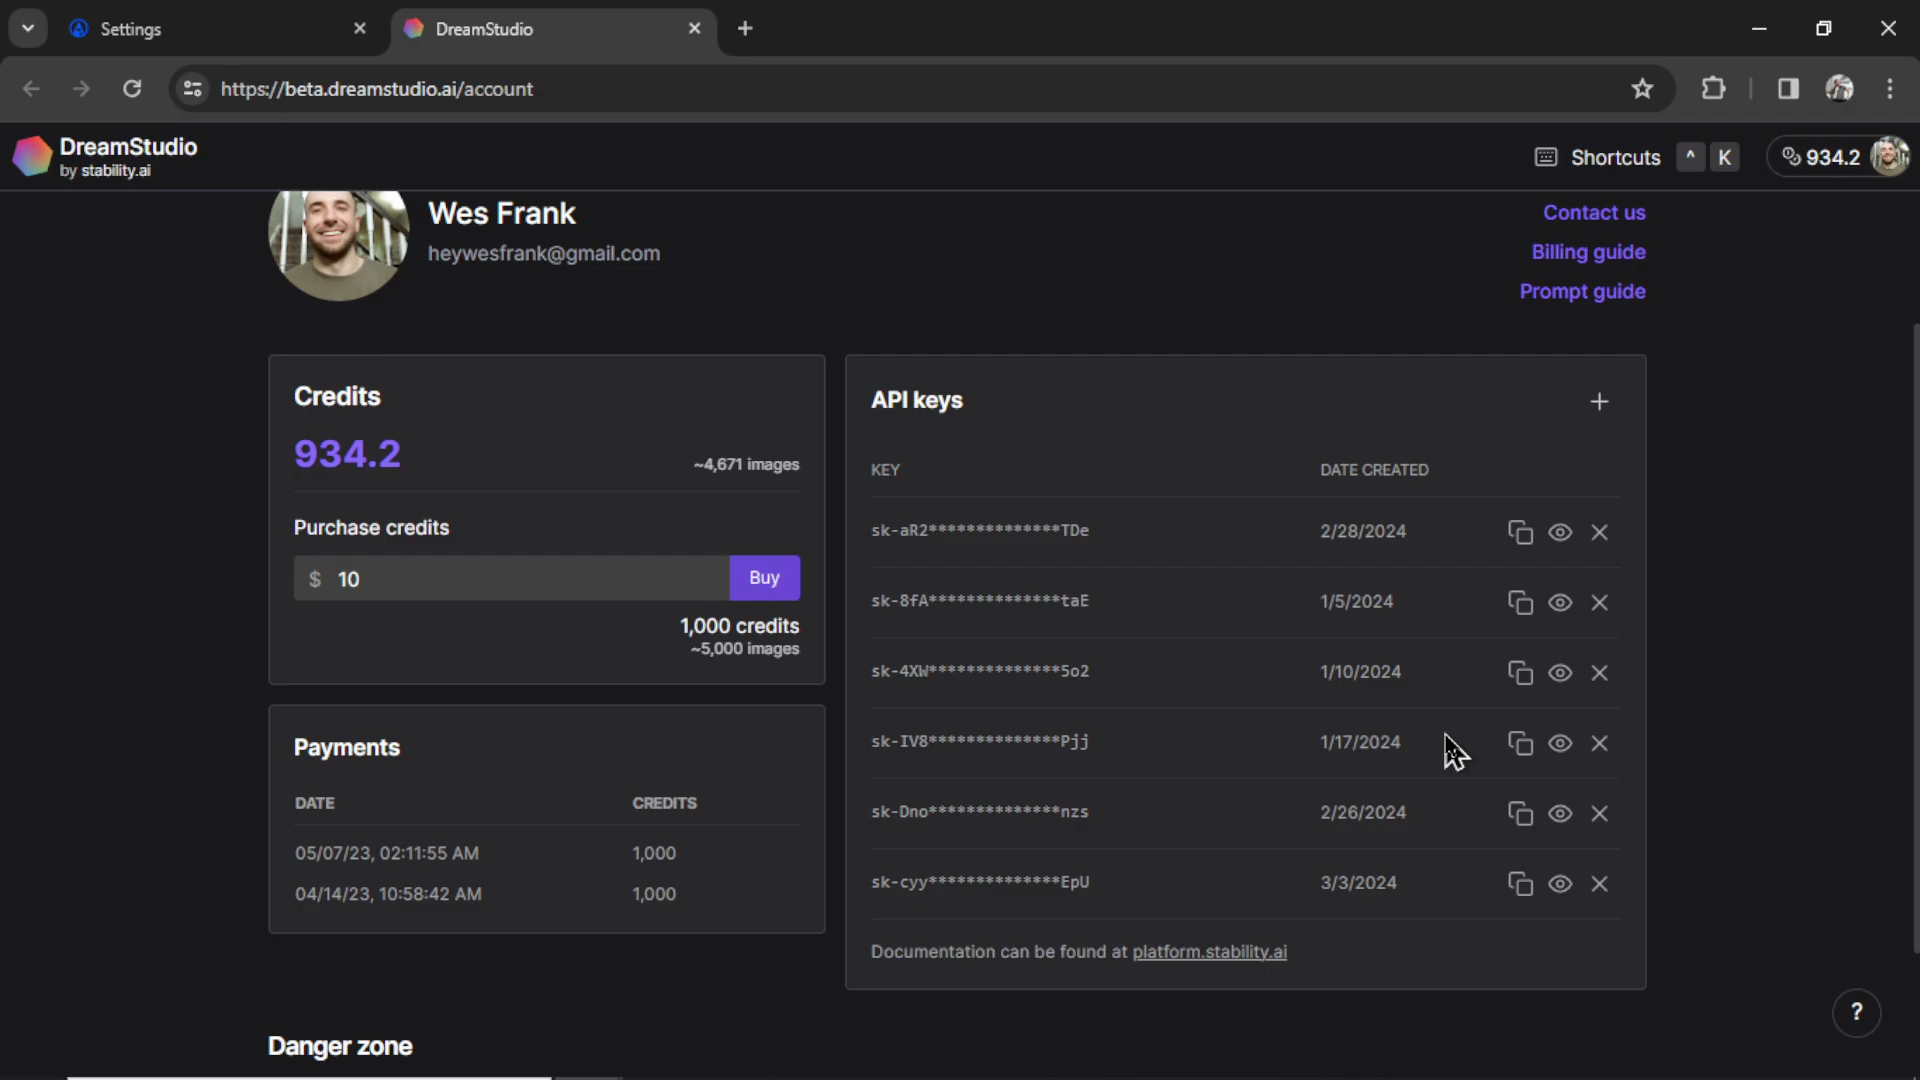 Settings
DreamStudio
https://beta.dreamstudio.ai/account
DreamStudio
by stability.ai
Shortcuts ^ K
934.2
Wes Frank
heywesfrank@gmail.com
Contact us
Billing guide
Prompt guide
Credits
934.2
~4,671 images
Purchase credits
$ 10
Buy
1,000 credits
~5,000 images
Payments
DATE CREDITS
05/07/23, 02:11:55 AM 1,000
04/14/23, 10:58:42 AM 1,000
API keys
KEY DATE CREATED
sk-aR2**************TDe 2/28/2024
sk-8fA**************taE 1/5/2024
sk-4XW**************5o2 1/10/2024
sk-IV8**************Pjj 1/17/2024
sk-Dno**************nzs 2/26/2024
sk-cyy**************EpU 3/3/2024
Documentation can be found at platform.stability.ai
Danger zone
?